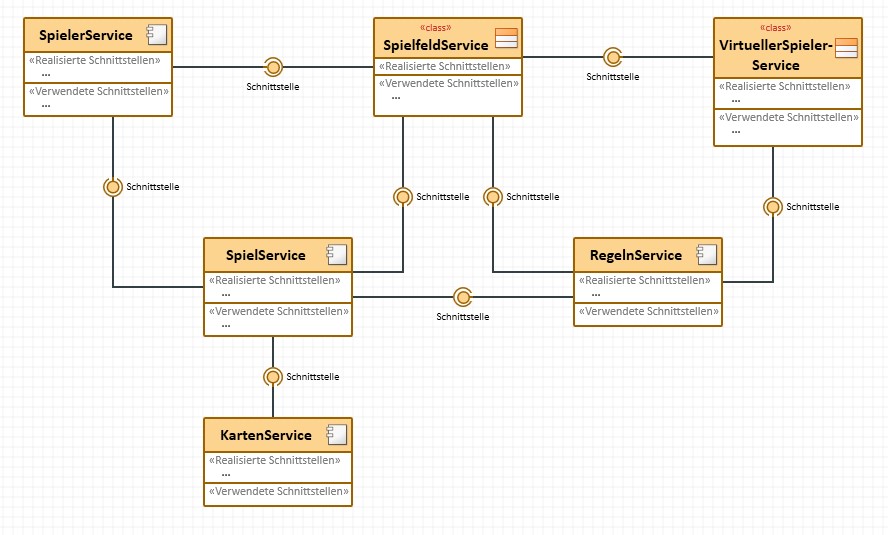 SpielerService
«Realisierte Schnittstellen»
...
«Verwendete Schnittstellen»
...
Schnittstelle
«class»
SpielfeldService
«Realisierte Schnittstellen»
«Verwendete Schnittstellen»
...
Schnittstelle
«class»
VirtuellerSpieler-
Service
«Realisierte Schnittstellen»
...
«Verwendete Schnittstellen»
...
Schnittstelle
Schnittstelle
Schnittstelle
Schnittstelle
SpielService
«Realisierte Schnittstellen»
...
«Verwendete Schnittstellen»
...
Schnittstelle
RegelnService
«Realisierte Schnittstellen»
...
«Verwendete Schnittstellen»
Schnittstelle
KartenService
«Realisierte Schnittstellen»
...
«Verwendete Schnittstellen»